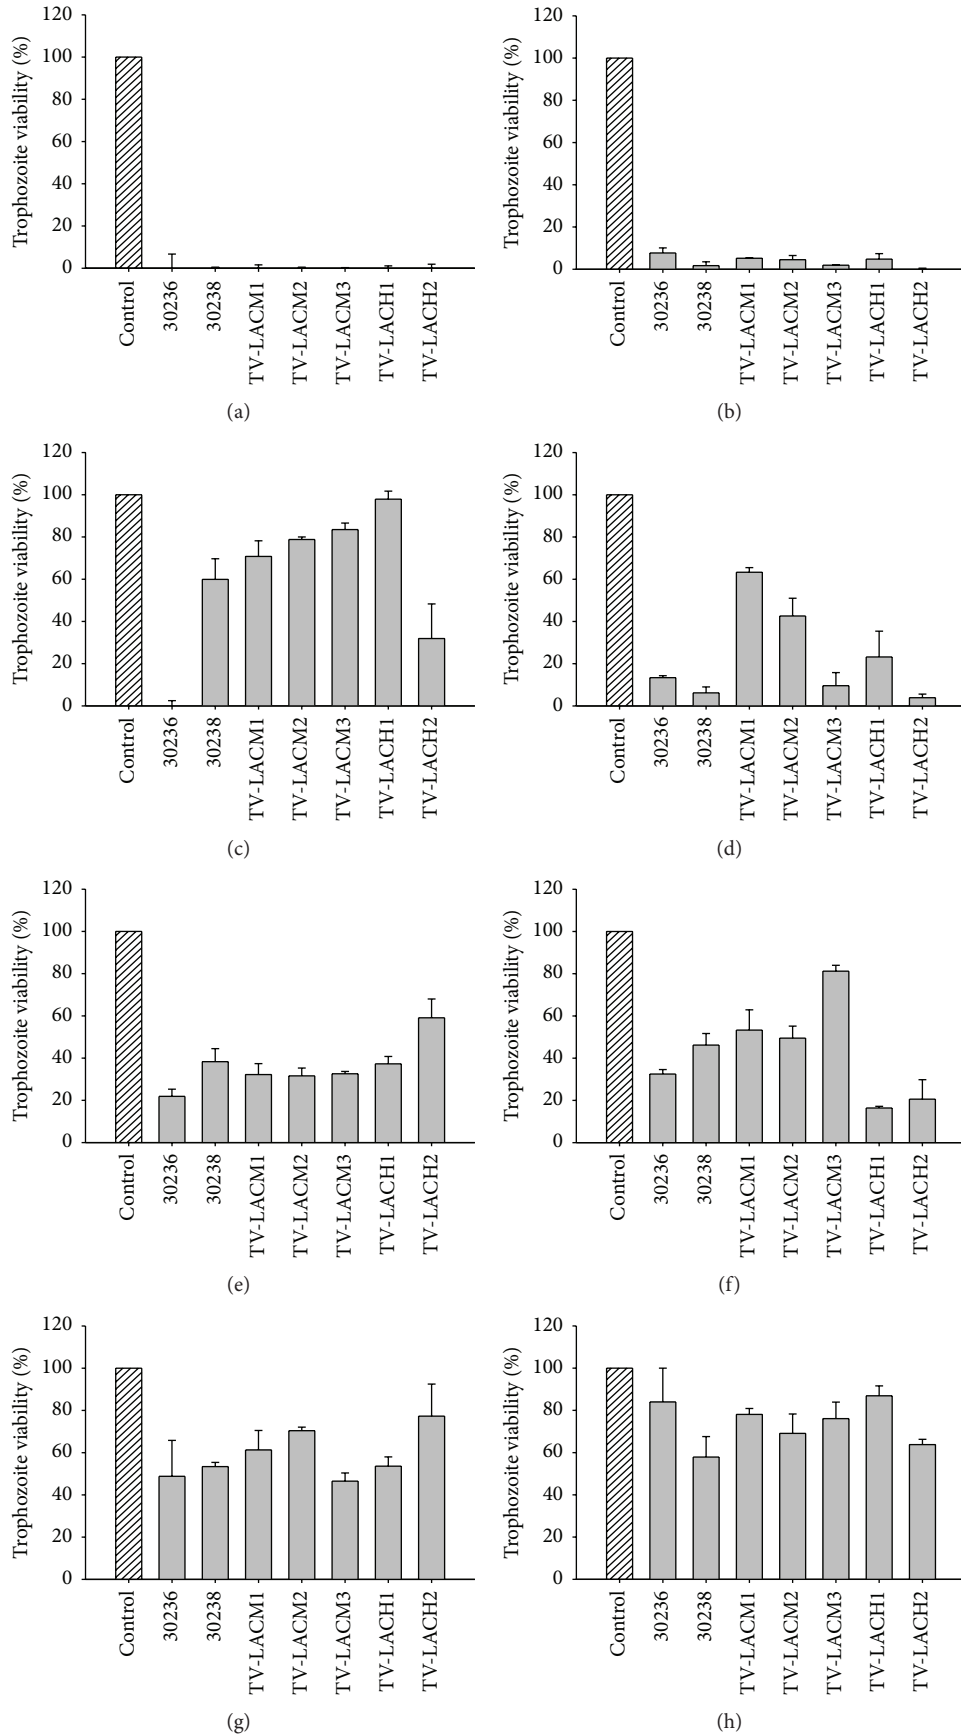 Trophozoite viability (%)
120
100
80
60
40
20
0
Control
30236
30238
TV-LACM1
TV-LACM2
TV-LACM3
TV-LACH1
TV-LACH2
(a)
Trophozoite viability (%)
120
100
80
60
40
20
0
Control
30236
30238
TV-LACM1
TV-LACM2
TV-LACM3
TV-LACH1
TV-LACH2
(b)
Trophozoite viability (%)
120
100
80
60
40
20
0
Control
30236
30238
TV-LACM1
TV-LACM2
TV-LACM3
TV-LACH1
TV-LACH2
(c)
Trophozoite viability (%)
120
100
80
60
40
20
0
Control
30236
30238
TV-LACM1
TV-LACM2
TV-LACM3
TV-LACH1
TV-LACH2
(d)
Trophozoite viability (%)
120
100
80
60
40
20
0
Control
30236
30238
TV-LACM1
TV-LACM2
TV-LACM3
TV-LACH1
TV-LACH2
(e)
Trophozoite viability (%)
120
100
80
60
40
20
0
Control
30236
30238
TV-LACM1
TV-LACM2
TV-LACM3
TV-LACH1
TV-LACH2
(f)
Trophozoite viability (%)
120
100
80
60
40
20
0
Control
30236
30238
TV-LACM1
TV-LACM2
TV-LACM3
TV-LACH1
TV-LACH2
(g)
Trophozoite viability (%)
120
100
80
60
40
20
0
Control
30236
30238
TV-LACM1
TV-LACM2
TV-LACM3
TV-LACH1
TV-LACH2
(h)